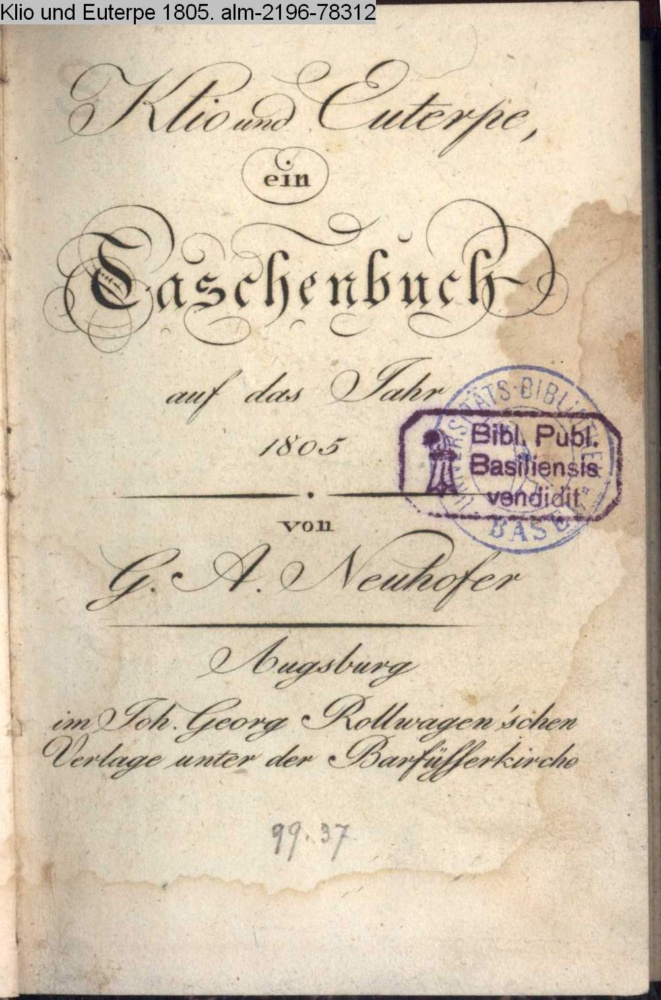 Klio und Euterpe 1805. alm-2196-78312
Klio und Euterpe,
ein
Taschenbuch
auf das Jahr
1805
von
G. A. Neuhofer
Augsburg
im Joh. Georg Rollwagen'schen
Verlage unter der Barfüsserkirche
Bibl. Publ.
Basiliensis
vendidit
BASEL
99.37